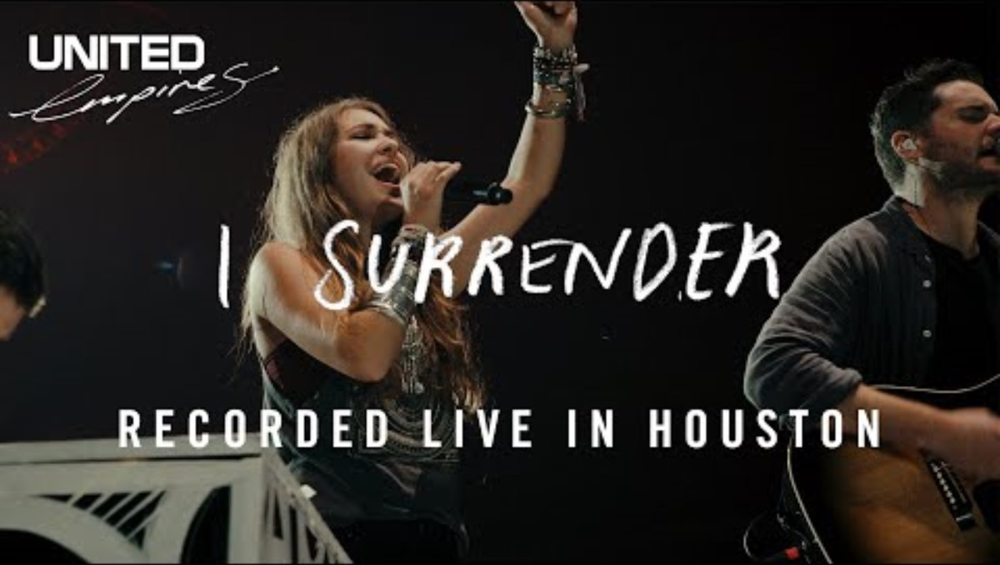 UNITED
Empires
I SURRENDER
RECORDED LIVE IN HOUSTON